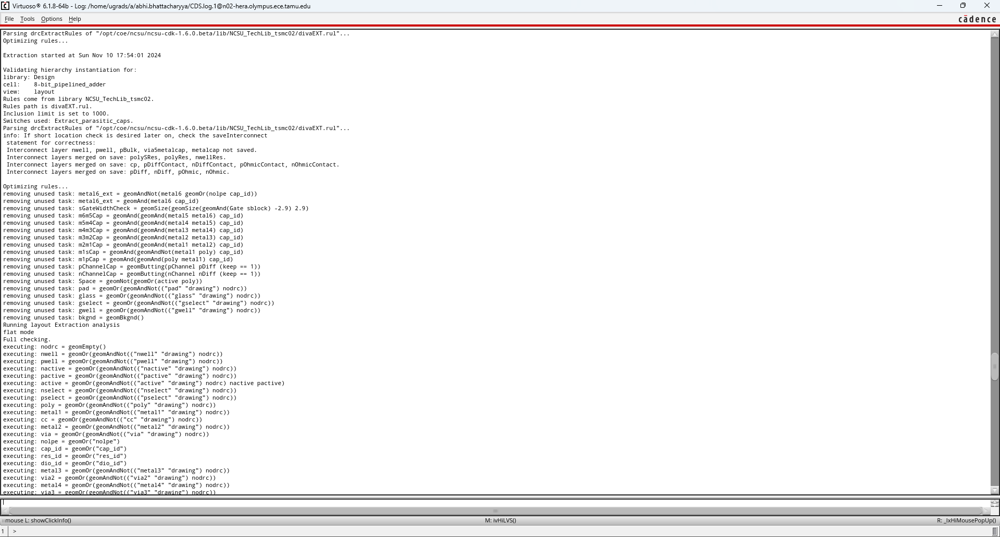 Virtuoso® 6.1.8-64b - Log: /home/ugrads/a/abhi.bhattacharyya/CDS.log.1@n02-hera.olympus.ece.tamu.edu
File Tools Options Help
cādence
Parsing drcExtractRules of "/opt/coe/ncsu/ncsu-cdk-1.6.0.beta/lib/NCSU_TechLib_tsmc02/divaEXT.rul"...
Optimizing rules...
Extraction started at Sun Nov 10 17:54:01 2024
Validating hierarchy instantiation for:
library: Design
cell:    8-bit_pipelined_adder
view:    layout
Rules come from library NCSU_TechLib_tsmc02.
Rules path is divaEXT.rul.
Inclusion limit is set to 1000.
Switches used: Extract_parasitic_caps.
Parsing drcExtractRules of "/opt/coe/ncsu/ncsu-cdk-1.6.0.beta/lib/NCSU_TechLib_tsmc02/divaEXT.rul"...
info: If short location check is desired later on, check the saveInterconnect
 statement for correctness:
 Interconnect layer nwell, pwell, pBulk, via5metalcap, metalcap not saved.
 Interconnect layers merged on save: polySRes, polyRes, nwellRes.
 Interconnect layers merged on save: cp, pDiffContact, nDiffContact, pOhmicContact, nOhmicContact.
 Interconnect layers merged on save: pDiff, nDiff, pOhmic, nOhmic.
Optimizing rules...
removing unused task: metal6_ext = geomAndNot(metal6 geomOr(nolpe cap_id))
removing unused task: metal6_ext = geomAnd(metal6 cap_id)
removing unused task: sGateWidthCheck = geomSize(geomSize(geomAnd(Gate sblock) -2.9) 2.9)
removing unused task: m6m5Cap = geomAnd(geomAnd(metal5 metal6) cap_id)
removing unused task: m5m4Cap = geomAnd(geomAnd(metal4 metal5) cap_id)
removing unused task: m4m3Cap = geomAnd(geomAnd(metal3 metal4) cap_id)
removing unused task: m3m2Cap = geomAnd(geomAnd(metal2 metal3) cap_id)
removing unused task: m2m1Cap = geomAnd(geomAnd(metal1 metal2) cap_id)
removing unused task: m1sCap = geomAnd(geomAndNot(metal1 poly) cap_id)
removing unused task: m1pCap = geomAnd(geomAnd(poly metal1) cap_id)
removing unused task: pChannelCap = geomButting(pChannel pDiff (keep == 1))
removing unused task: nChannelCap = geomButting(nChannel nDiff (keep == 1))
removing unused task: Space = geomNot(geomOr(active poly))
removing unused task: pad = geomOr(geomAndNot(("pad" "drawing") nodrc))
removing unused task: glass = geomOr(geomAndNot(("glass" "drawing") nodrc))
removing unused task: gselect = geomOr(geomAndNot(("gselect" "drawing") nodrc))
removing unused task: gwell = geomOr(geomAndNot(("gwell" "drawing") nodrc))
removing unused task: bkgnd = geomBkgnd()
Running layout Extraction analysis
flat mode
Full checking.
executing: nodrc = geomEmpty()
executing: nwell = geomOr(geomAndNot(("nwell" "drawing") nodrc))
executing: pwell = geomOr(geomAndNot(("pwell" "drawing") nodrc))
executing: nactive = geomOr(geomAndNot(("nactive" "drawing") nodrc))
executing: pactive = geomOr(geomAndNot(("pactive" "drawing") nodrc))
executing: active = geomOr(geomAndNot(("active" "drawing") nodrc) nactive pactive)
executing: nselect = geomOr(geomAndNot(("nselect" "drawing") nodrc))
executing: pselect = geomOr(geomAndNot(("pselect" "drawing") nodrc))
executing: poly = geomOr(geomAndNot(("poly" "drawing") nodrc))
executing: metal1 = geomOr(geomAndNot(("metal1" "drawing") nodrc))
executing: cc = geomOr(geomAndNot(("cc" "drawing") nodrc))
executing: metal2 = geomOr(geomAndNot(("metal2" "drawing") nodrc))
executing: via = geomOr(geomAndNot(("via" "drawing") nodrc))
executing: nolpe = geomOr("nolpe")
executing: cap_id = geomOr("cap_id")
executing: res_id = geomOr("res_id")
executing: dio_id = geomOr("dio_id")
executing: metal3 = geomOr(geomAndNot(("metal3" "drawing") nodrc))
executing: via2 = geomOr(geomAndNot(("via2" "drawing") nodrc))
executing: metal4 = geomOr(geomAndNot(("metal4" "drawing") nodrc))
executing: via3 = geomOr(geomAndNot(("via3" "drawing") nodrc))
mouse L: showClickInfo() M: ivHiLVS() R: _lxHiMousePopUp()
1 >